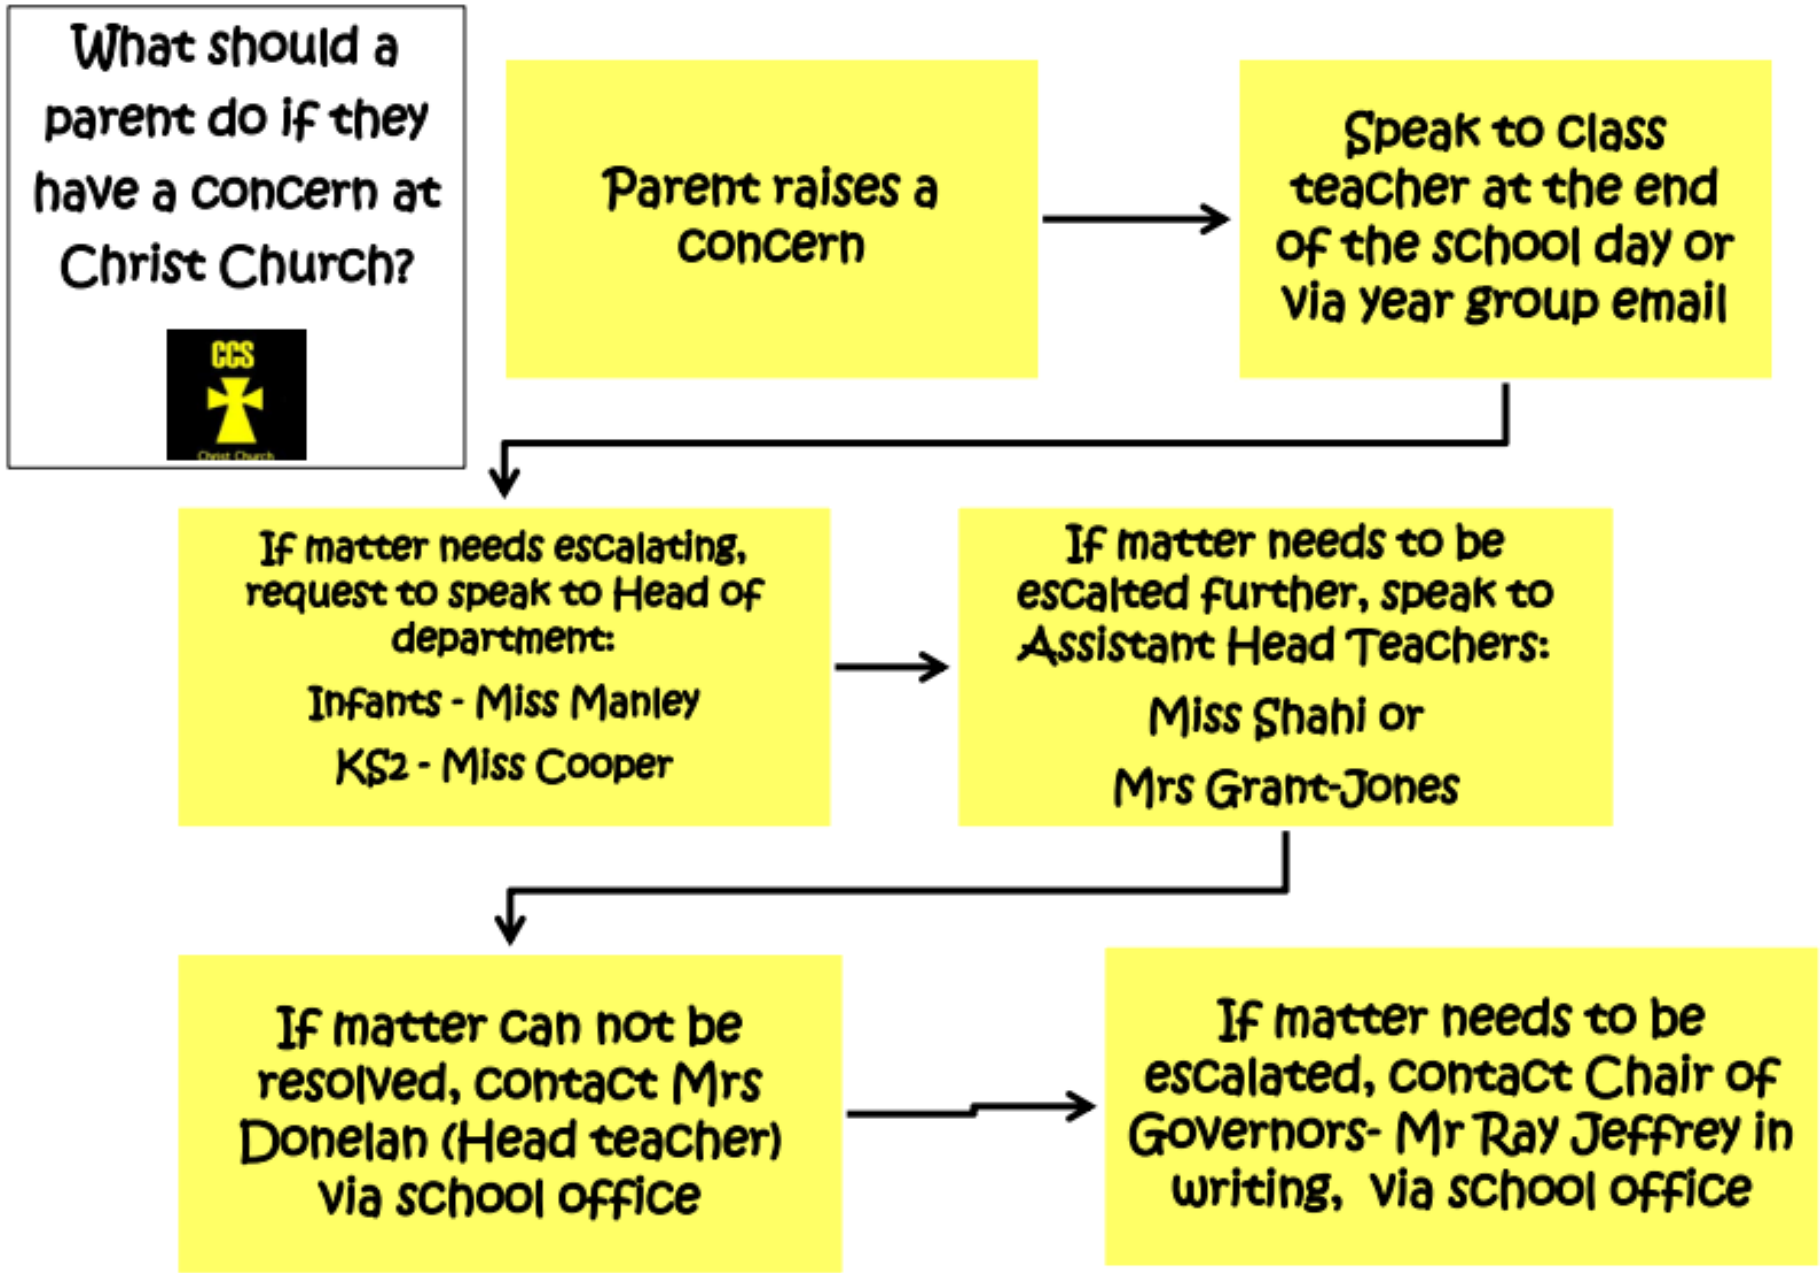 What should a
parent do if they
have a concern at
Christ Church?
CCS
Christ Church
Parent raises a
concern
Speak to class
teacher at the end
of the school day or
via year group email
If matter needs escalating,
request to speak to Head of
department:
Infants - Miss Manley
KS2 - Miss Cooper
If matter needs to be
escalted further, speak to
Assistant Head Teachers:
Miss Shahi or
Mrs Grant-Jones
If matter can not be
resolved, contact Mrs
Donelan (Head teacher)
via school office
If matter needs to be
escalated, contact Chair of
Governors- Mr Ray Jeffrey in
writing, via school office